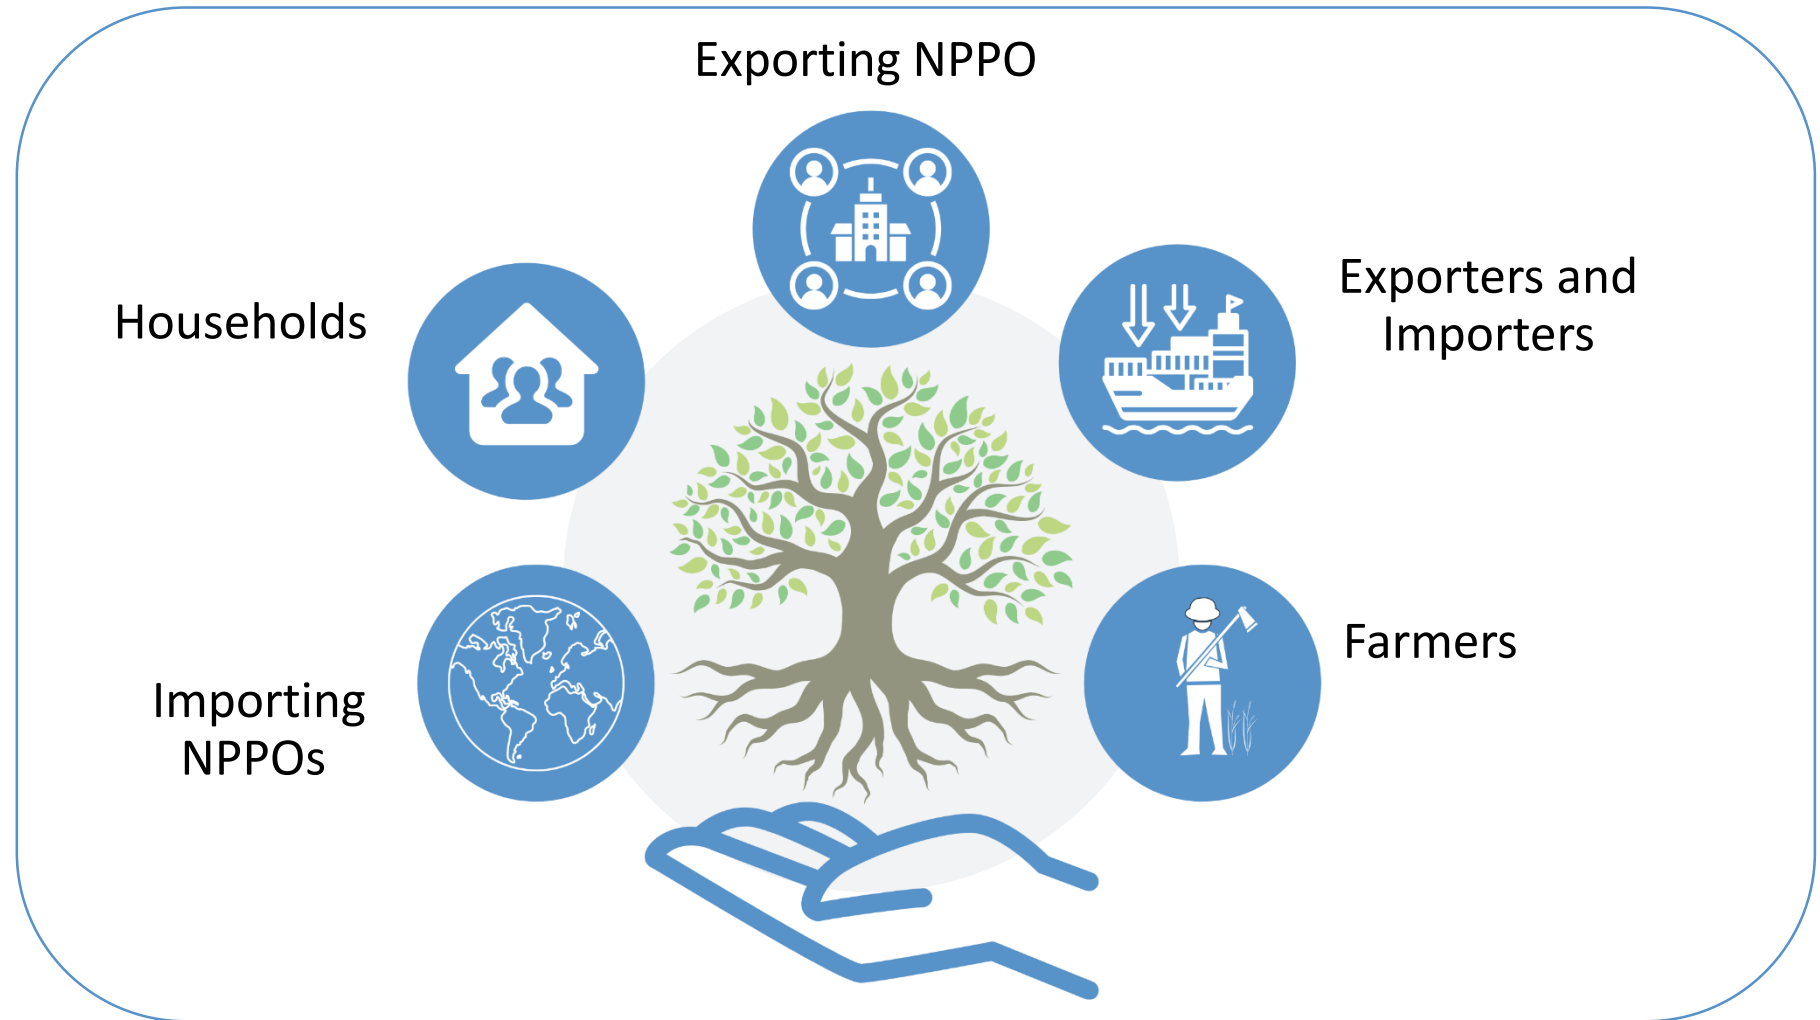 Exporting NPPO
Exporters and
Importers
Households
Farmers
Importing
NPPOs